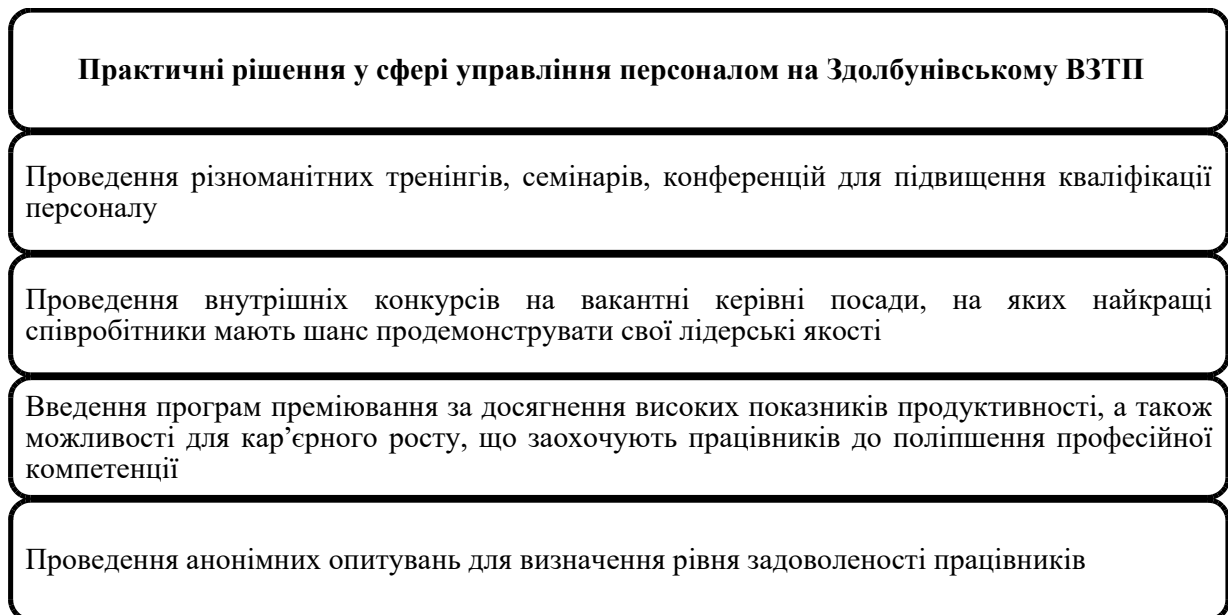 Практичні рішення у сфері управління персоналом на Здолбунівському ВЗТП
Проведення різноманітних тренінгів, семінарів, конференцій для підвищення кваліфікації
персоналу
Проведення внутрішніх конкурсів на вакантні керівні посади, на яких найкращі
співробітники мають шанс продемонструвати свої лідерські якості
Введення програм преміювання за досягнення високих показників продуктивності, а також
можливості для кар’єрного росту, що заохочують працівників до поліпшення професійної
компетенції
Проведення анонімних опитувань для визначення рівня задоволеності працівників